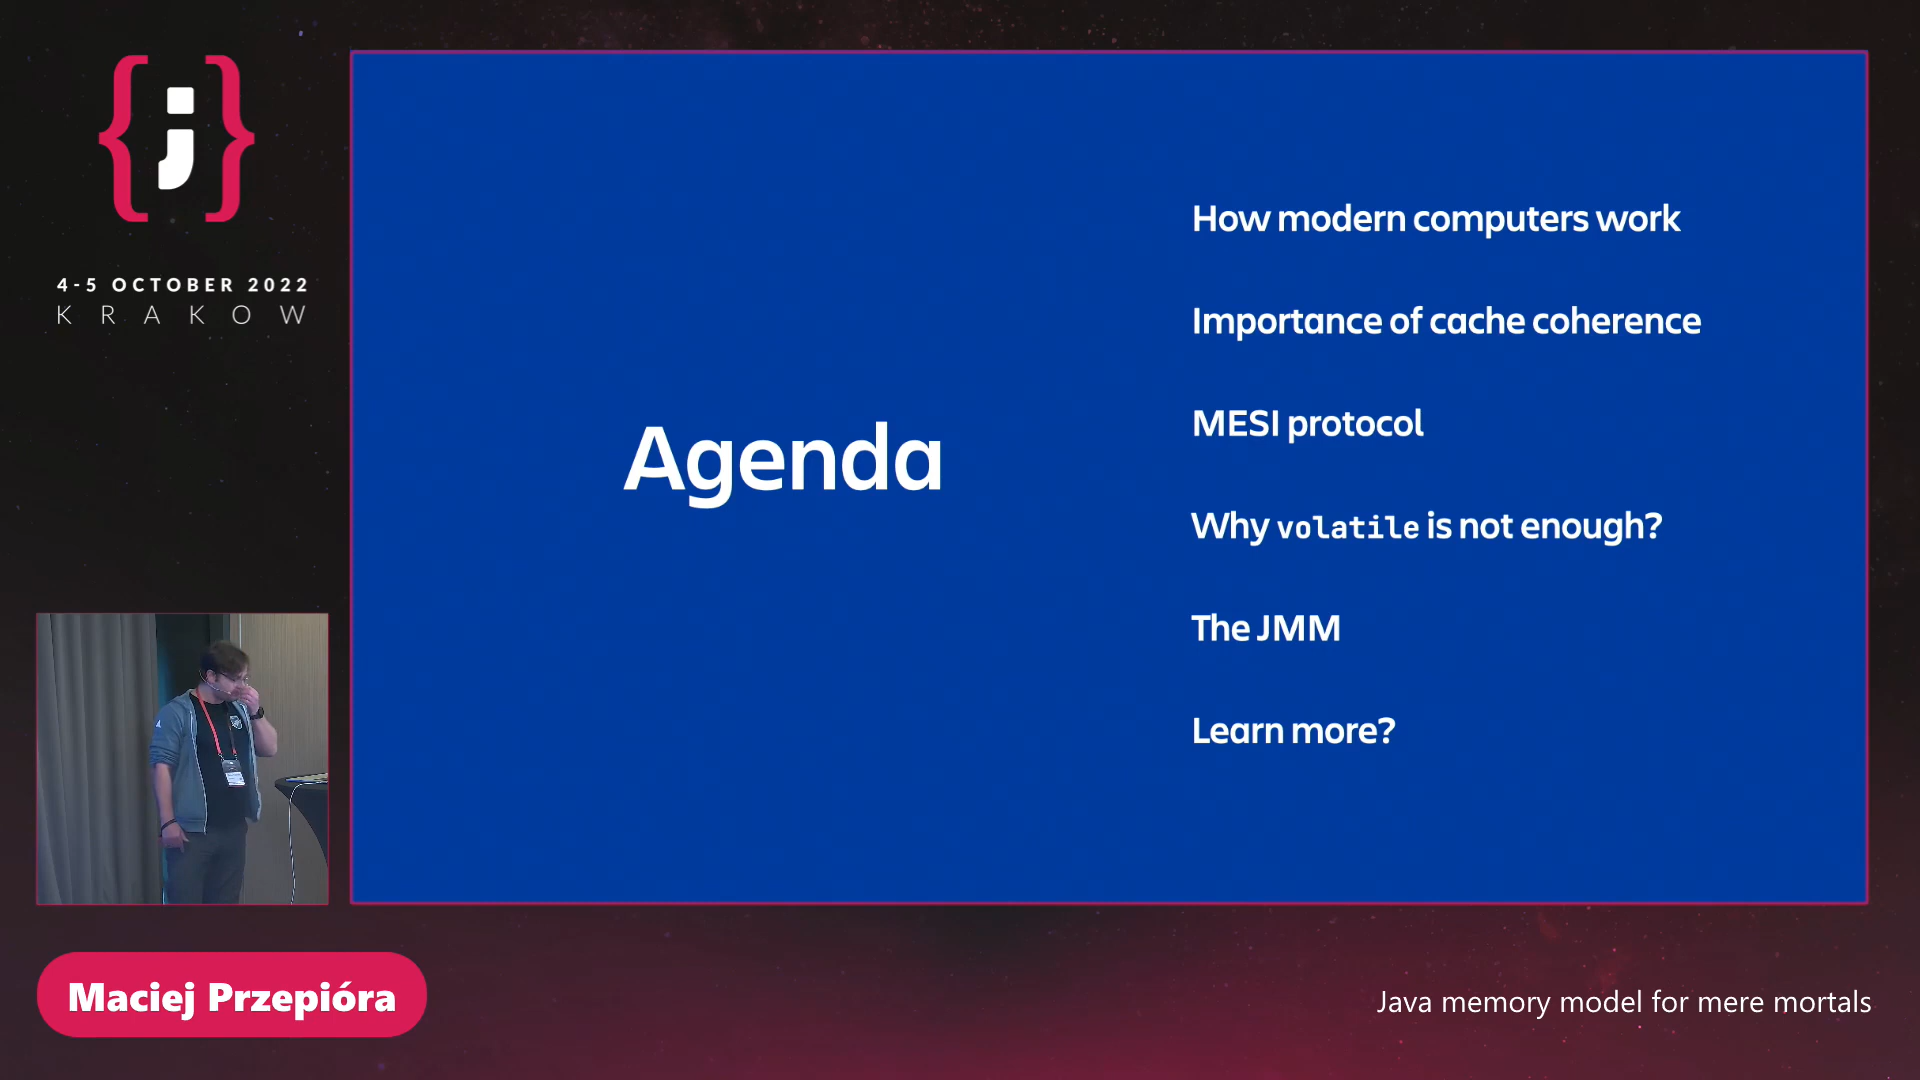 {j}
4-5 OCTOBER 2022
KRAKOW
Agenda
How modern computers work
Importance of cache coherence
MESI protocol
Why volatile is not enough?
The JMM
Learn more?
Maciej Przepióra
Java memory model for mere mortals